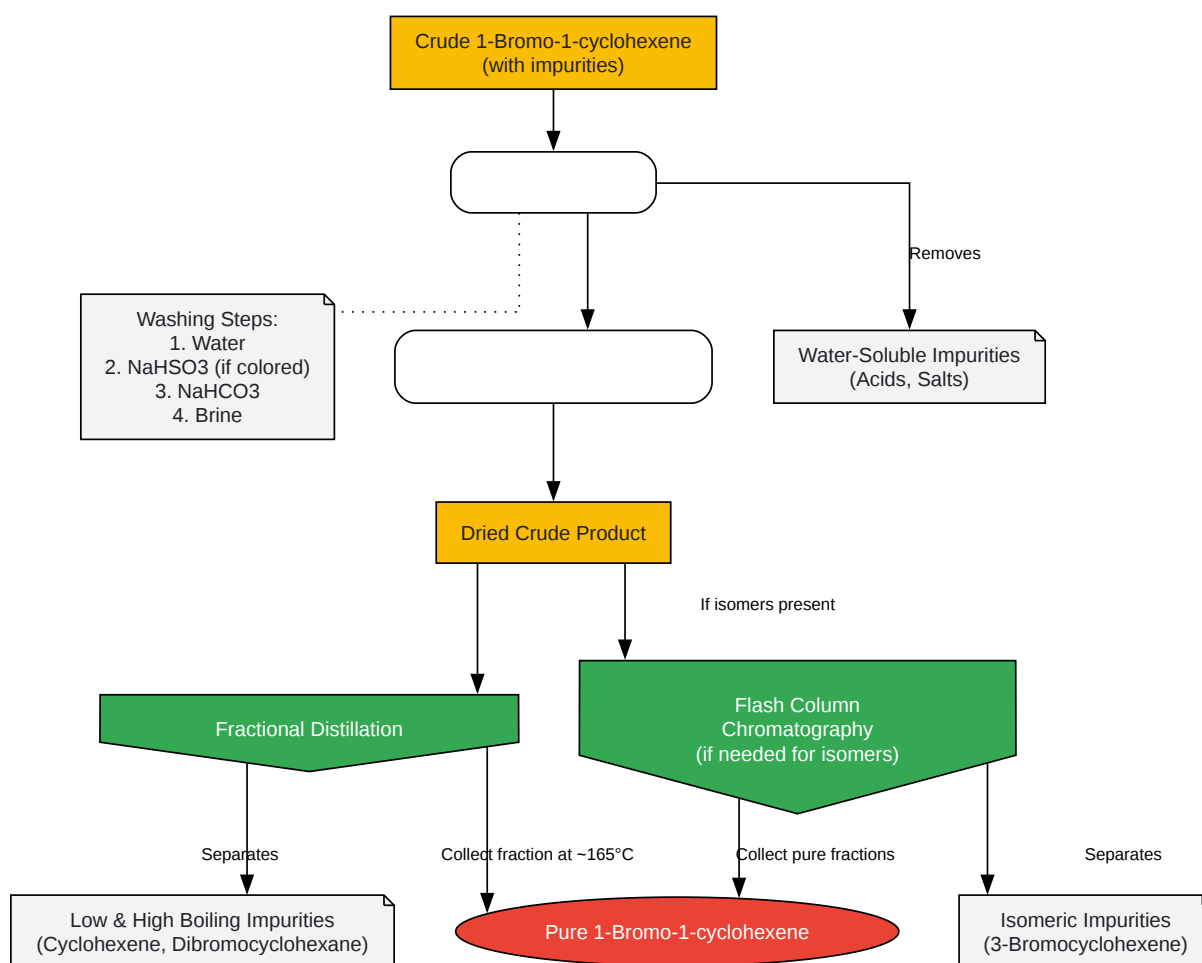 Crude 1-Bromo-1-cyclohexene
(with impurities)
Removes
Washing Steps:
1. Water
2. NaHSO3 (if colored)
3. NaHCO3
4. Brine
Water-Soluble Impurities
(Acids, Salts)
Dried Crude Product
If isomers present
Fractional Distillation
Flash Column
Chromatography
(if needed for isomers)
Separates
Collect fraction at ~165°C
Collect pure fractions
Separates
Low & High Boiling Impurities
(Cyclohexene, Dibromocyclohexane)
Pure 1-Bromo-1-cyclohexene
Isomeric Impurities
(3-Bromocyclohexene)